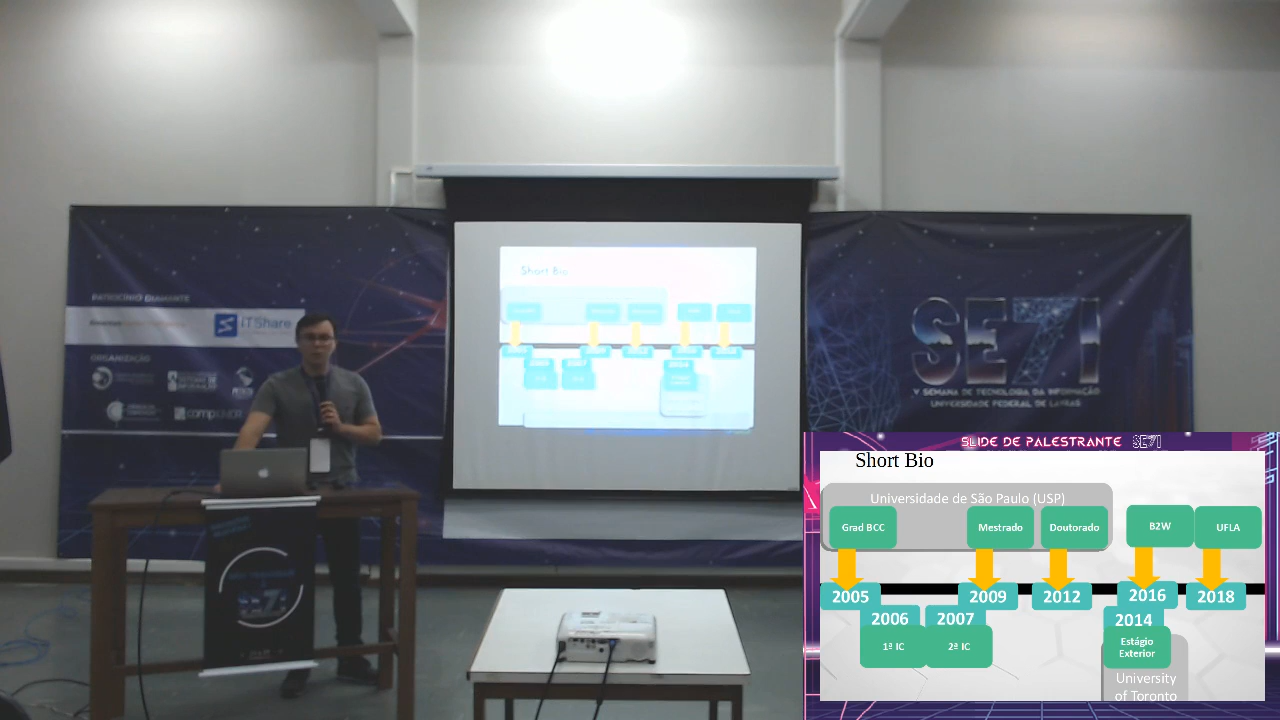 Short Bio
PATROCÍNIO DIAMANTE
iTShare
ORGANIZAÇÃO
COMPJUNIOR
SE7I
V SEMANA DE TECNOLOGIA DA INFORMAÇÃO
UNIVERSIDADE FEDERAL DE LAVRAS
SE7I
SLIDE DE PALESTRANTE SE7I
Short Bio
Universidade de São Paulo (USP)
Grad BCC
Mestrado
Doutorado
B2W
UFLA
2005
2009
2012
2016
2018
2006
2007
2014
1ª IC
2ª IC
Estágio
Exterior
University
of Toronto